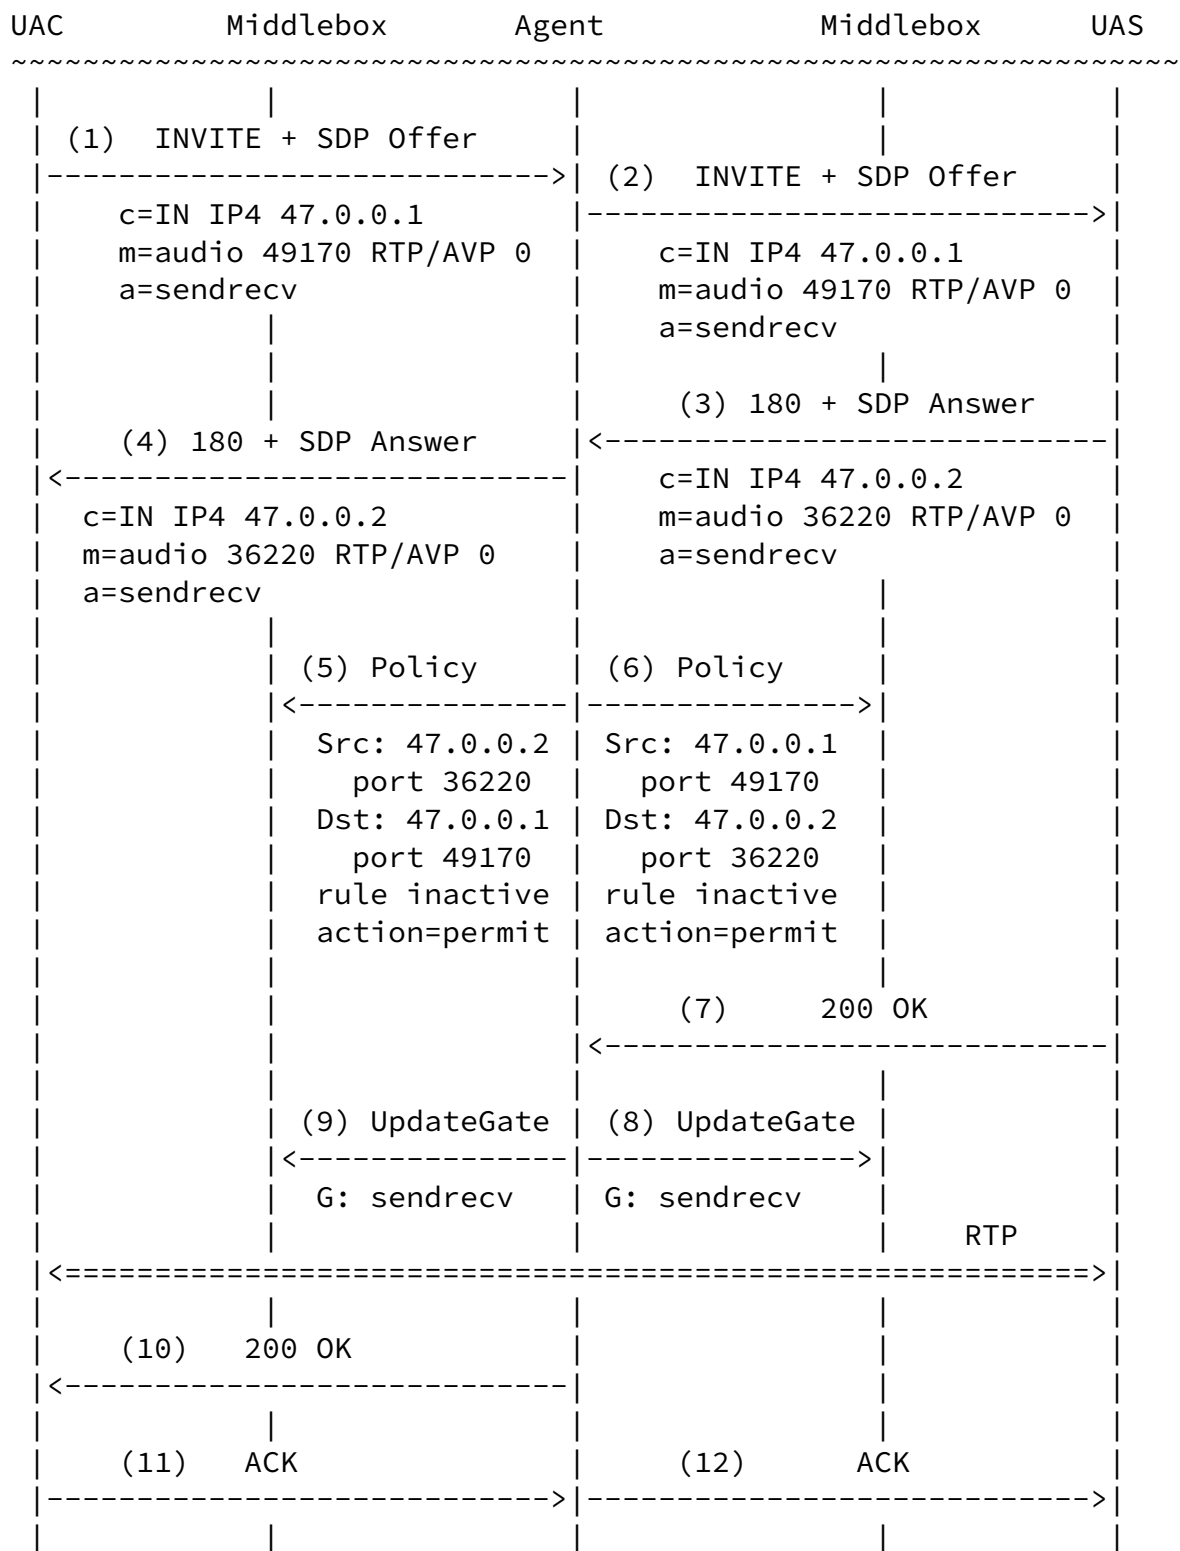 UAC Middlebox Agent Middlebox UAS
(1) INVITE + SDP Offer
(2) INVITE + SDP Offer
c=IN IP4 47.0.0.1
m=audio 49170 RTP/AVP 0 c=IN IP4 47.0.0.1
a=sendrecv m=audio 49170 RTP/AVP 0
a=sendrecv
(3) 180 + SDP Answer
(4) 180 + SDP Answer
c=IN IP4 47.0.0.2
c=IN IP4 47.0.0.2 m=audio 36220 RTP/AVP 0
m=audio 36220 RTP/AVP 0 a=sendrecv
a=sendrecv
(5) Policy (6) Policy
Src: 47.0.0.2 Src: 47.0.0.1
port 36220 port 49170
Dst: 47.0.0.1 Dst: 47.0.0.2
port 49170 port 36220
rule inactive rule inactive
action=permit action=permit
(7) 200 OK
(9) UpdateGate (8) UpdateGate
G: sendrecv G: sendrecv
RTP
(10) 200 OK
(11) ACK (12) ACK